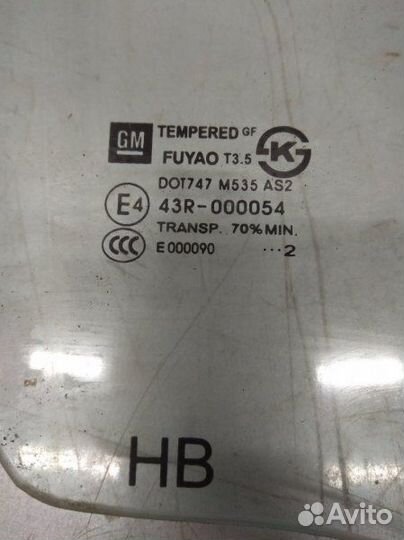 GM TEMPERED GF
FUYAO T3.5 K
DOT747 M535 AS2
E4 43R-000054
TRANSP. 70% MIN.
CCC E000090 ···2
HB
Avito